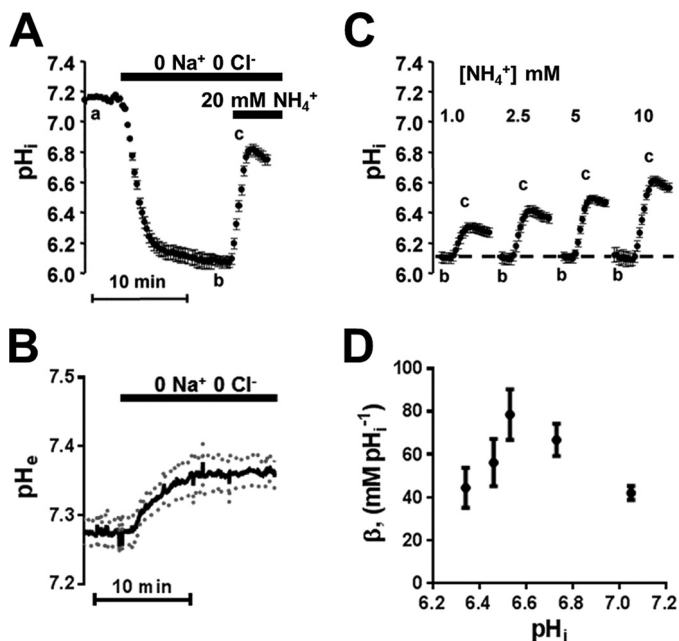 A
0 Na⁺ 0 Cl⁻
20 mM NH₄⁺
pHᵢ
7.4
7.2
7.0
6.8
6.6
6.4
6.2
6.0
a
c
b
10 min
C
[NH₄⁺] mM
1.0 2.5 5 10
pHᵢ
7.4
7.2
7.0
6.8
6.6
6.4
6.2
6.0
c c c c
b b b b
B
0 Na⁺ 0 Cl⁻
pHₑ
7.5
7.4
7.3
7.2
10 min
D
β, (mM pHᵢ⁻¹)
100
80
60
40
20
0
6.2 6.4 6.6 6.8 7.0 7.2
pHᵢ